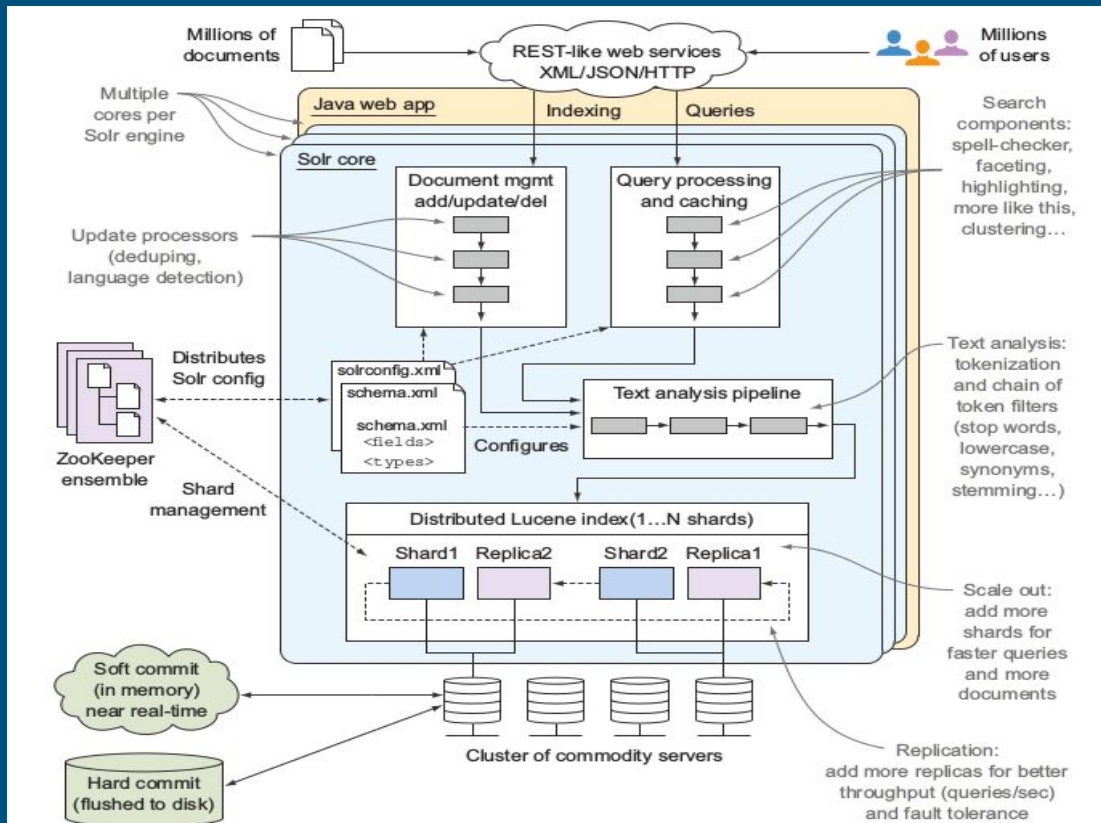 Millions of
documents
REST-like web services
XML/JSON/HTTP
Millions
of users
Multiple
cores per
Solr engine
Java web app
Indexing
Queries
Search
components:
spell-checker,
faceting,
highlighting,
more like this,
clustering...
Solr core
Document mgmt
add/update/del
Query processing
and caching
Update processors
(deduping,
language detection)
Distributes
Solr config
solrconfig.xml
schema.xml
schema.xml
<fields>
<types>
Configures
Text analysis pipeline
Text analysis:
tokenization
and chain of
token filters
(stop words,
lowercase,
synonyms,
stemming...)
ZooKeeper
ensemble
Shard
management
Distributed Lucene index(1...N shards)
Shard1
Replica2
Shard2
Replica1
Scale out:
add more
shards for
faster queries
and more
documents
Soft commit
(in memory)
near real-time
Cluster of commodity servers
Hard commit
(flushed to disk)
Replication:
add more replicas for better
throughput (queries/sec)
and fault tolerance